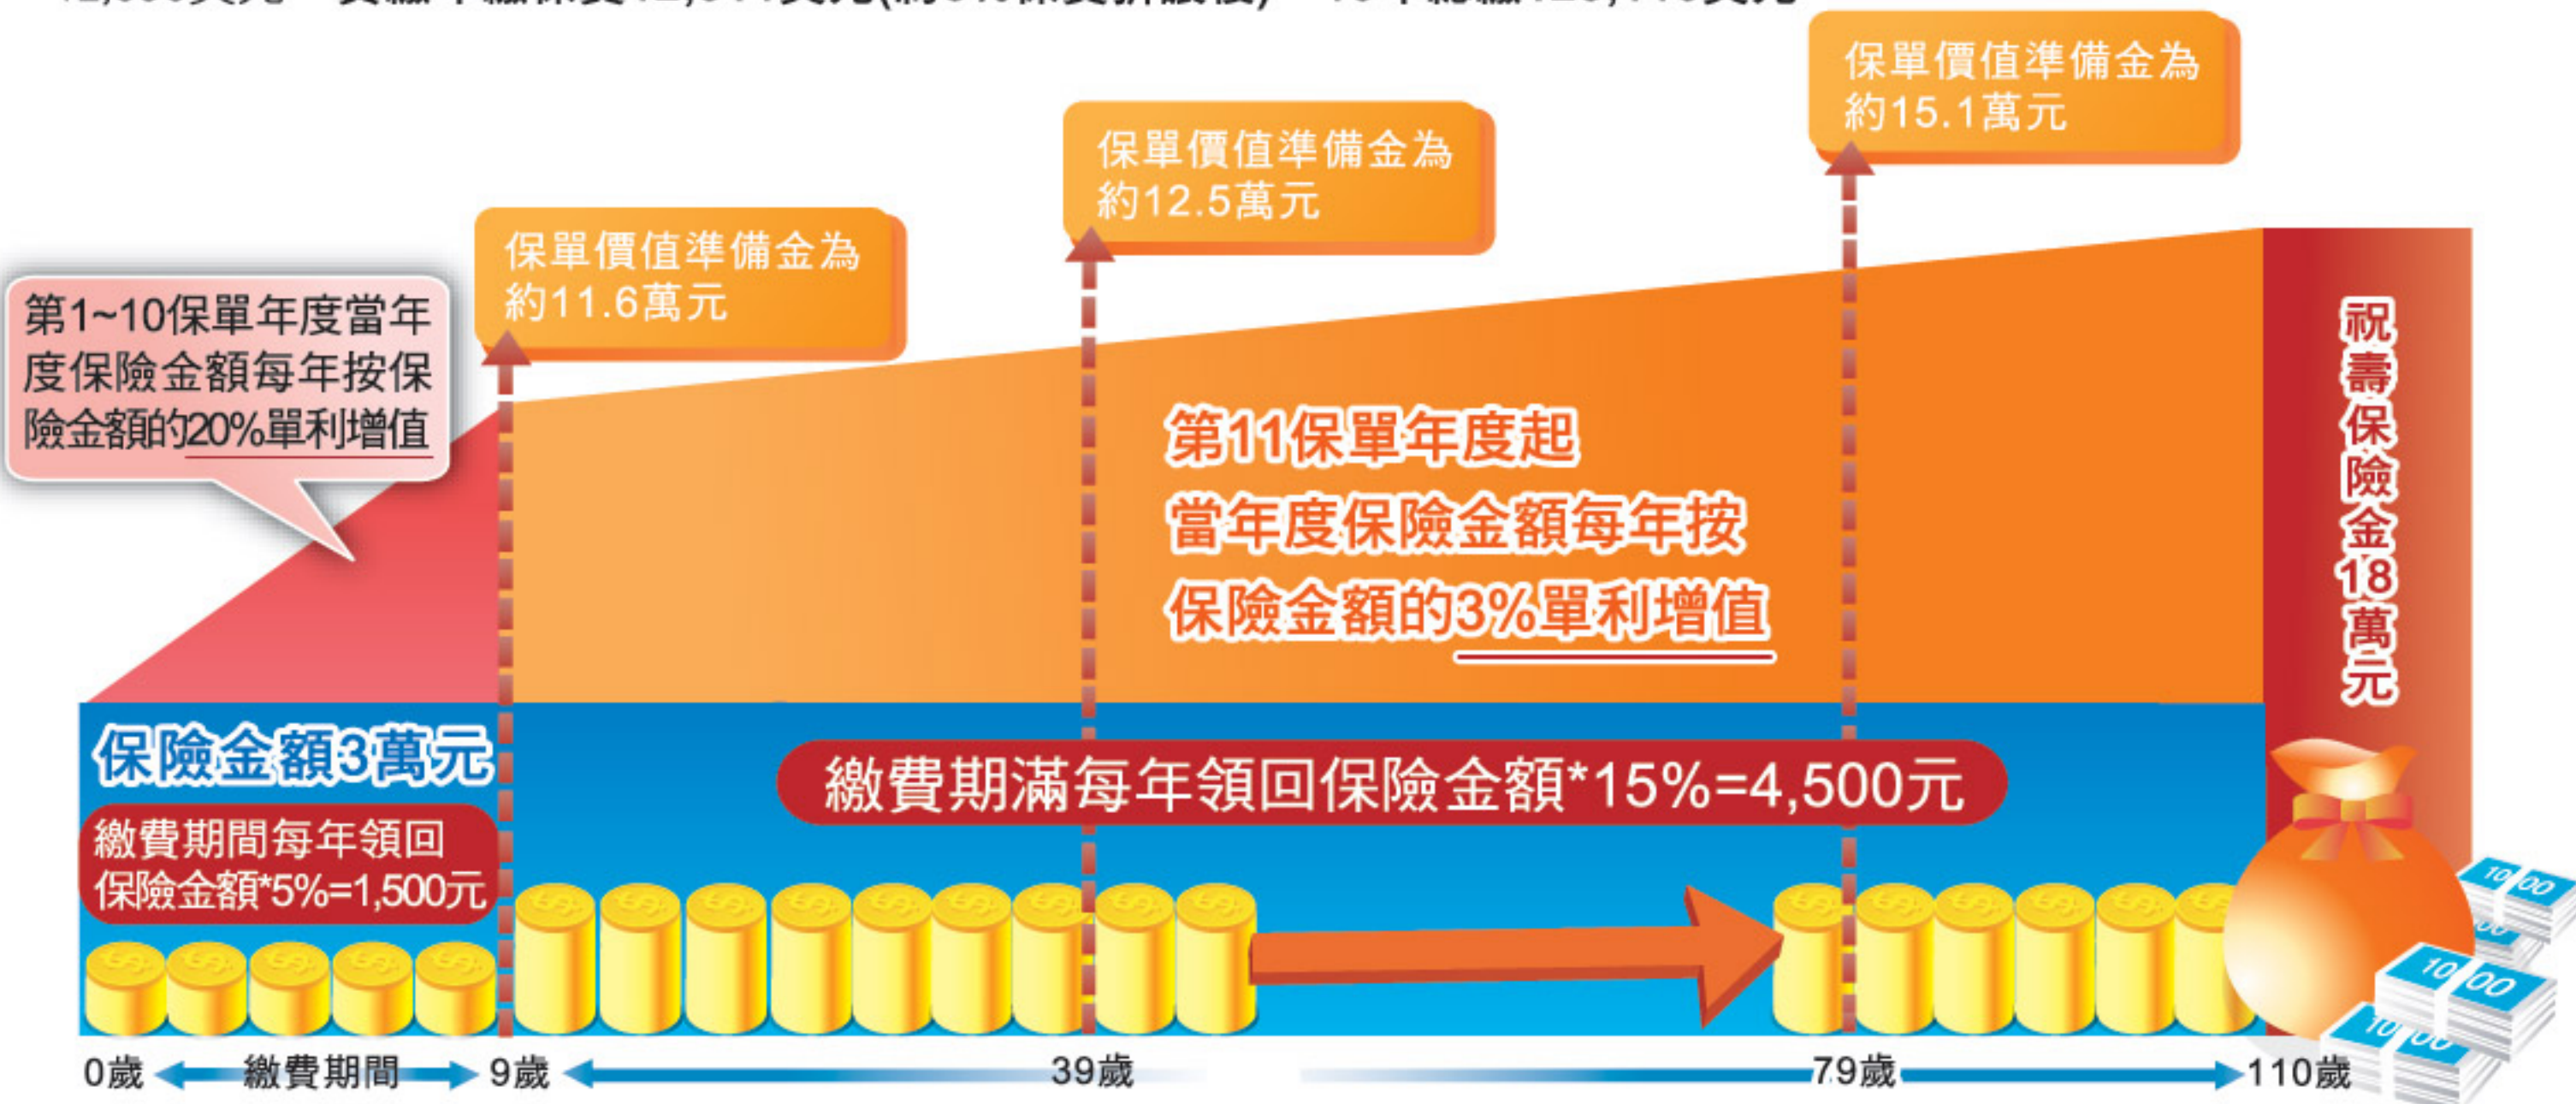 保單價值準備金為
約15.1萬元
保單價值準備金為
約12.5萬元
保單價值準備金為
約11.6萬元
第1~10保單年度當年
度保險金額每年按保
險金額的20%單利增值
第11保單年度起
當年度保險金額每年按
保險金額的3%單利增值
祝壽保險金18萬元
保險金額3萬元
繳費期間每年領回
保險金額*5%=1,500元
繳費期滿每年領回保險金額*15%=4,500元
10 00
10 00
10 00
0歲
繳費期間
9歲
39歲
79歲
110歲